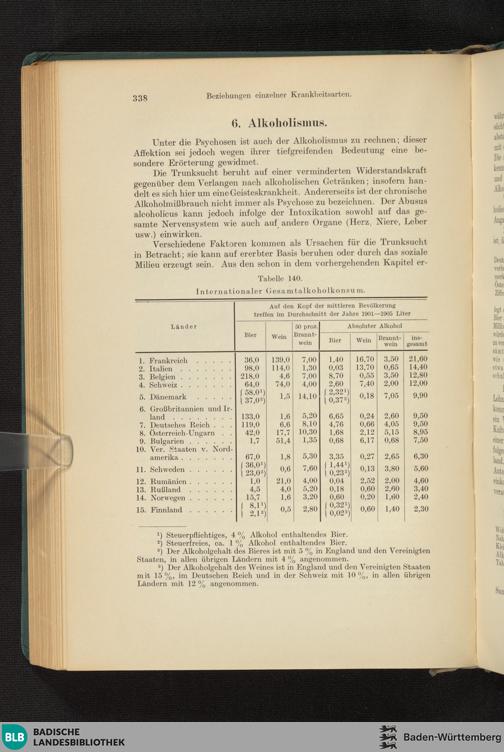 338
Beziehungen einzelner Krankheitsarten.
6. Alkoholismus.
Unter die Psychosen ist auch der Alkoholismus zu rechnen; dieser
Affektion sei jedoch wegen ihrer tiefgreifenden Bedeutung eine be-
sondere Erörterung gewidmet.
Die Trunksucht beruht auf einer verminderten Widerstandskraft
gegenüber dem Verlangen nach alkoholischen Getränken; insofern han-
delt es sich hier um eine Geisteskrankheit. Andererseits ist der chronische
Alkoholmißbrauch nicht immer als Psychose zu bezeichnen. Der Abusus
alcoholicus kann jedoch infolge der Intoxikation sowohl auf das ge-
samte Nervensystem wie auch auf andere Organe (Herz, Niere, Leber
usw.) einwirken.
Verschiedene Faktoren kommen als Ursachen für die Trunksucht
in Betracht; sie kann auf ererbter Basis beruhen oder durch das soziale
Milieu erzeugt sein. Aus den schon in dem vorhergehenden Kapitel er-
Tabelle 140.
Internationaler Gesamtalkoholkonsum.
Länder
Auf den Kopf der mittleren Bevölkerung
treffen im Durchschnitt der Jahre 1901—1905 Liter
Bier Wein 50 proz. Brannt-wein Absoluter Alkohol
Bier Wein Brannt-wein ins-gesamt
1. Frankreich 36,0 139,0 7,00 1,40 16,70 3,50 21,60
2. Italien 98,0 114,0 1,30 0,03 13,70 0,65 14,40
3. Belgien 218,0 4,6 7,00 8,70 0,55 3,50 12,80
4. Schweiz 64,0 74,0 4,00 2,60 7,40 2,00 12,00
5. Dänemark { 58,0¹) 37,0²) 1,5 14,10 { 2,32¹) 0,37²) 0,18 7,05 9,90
6. Großbritannien und Ir-
land 133,0 1,6 5,20 6,65 0,24 2,60 9,50
7. Deutsches Reich 119,0 6,6 8,10 4,76 0,66 4,05 9,50
8. Österreich-Ungarn 42,0 17,7 10,30 1,68 2,12 5,15 8,95
9. Bulgarien 1,7 51,4 1,35 0,68 6,17 0,68 7,50
10. Ver. Staaten v. Nord-
amerika 67,0 1,8 5,30 3,35 0,27 2,65 6,30
11. Schweden { 36,0¹) 23,0²) 0,6 7,60 { 1,44¹) 0,23²) 0,13 3,80 5,60
12. Rumänien 1,0 21,0 4,00 0,04 2,52 2,00 4,60
13. Rußland 4,5 4,0 5,20 0,18 0,60 2,60 3,40
14. Norwegen 15,7 1,6 3,20 0,60 0,20 1,60 2,40
15. Finnland { 8,1¹) 2,1²) 0,5 2,80 { 0,32¹) 0,02²) 0,60 1,40 2,30
¹) Steuerpflichtiges, 4 % Alkohol enthaltendes Bier.
²) Steuerfreies, ca. 1 % Alkohol enthaltendes Bier.
³) Der Alkoholgehalt des Bieres ist mit 5 % in England und den Vereinigten
Staaten, in allen übrigen Ländern mit 4 % angenommen.
⁴) Der Alkoholgehalt des Weines ist in England und den Vereinigten Staaten
mit 15 %, im Deutschen Reich und in der Schweiz mit 10 %, in allen übrigen
Ländern mit 12 % angenommen.
BLB BADISCHE
LANDESBIBLIOTHEK
Baden-Württemberg